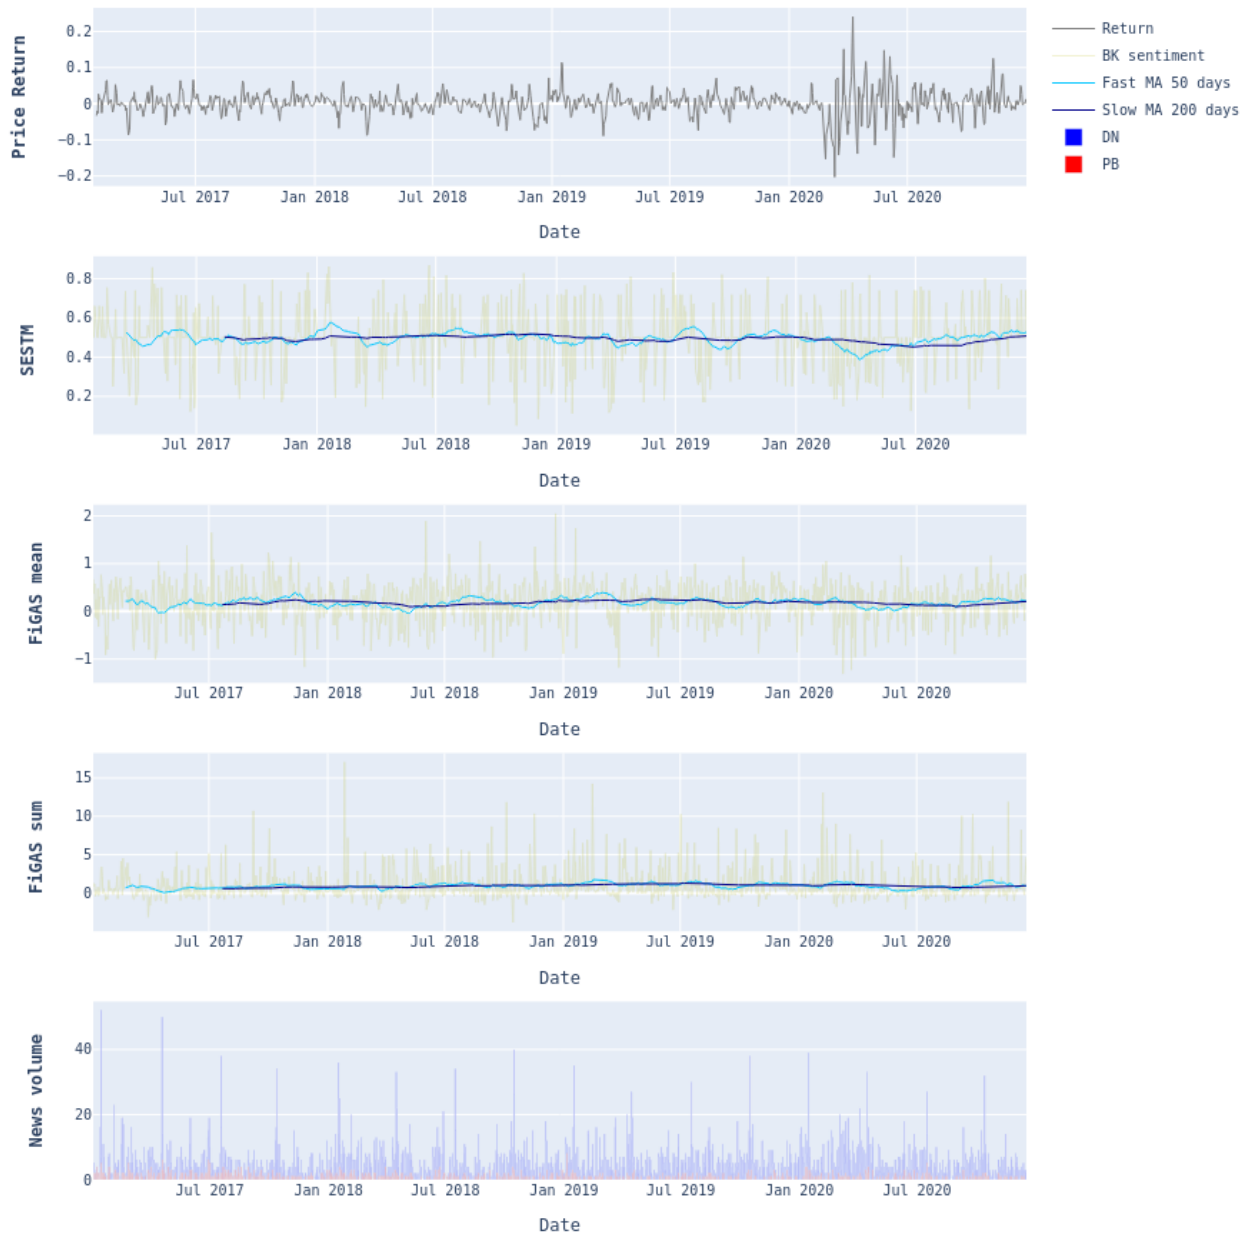 Price Return
0.2
0.1
0
−0.1
−0.2
Jul 2017 Jan 2018 Jul 2018 Jan 2019 Jul 2019 Jan 2020 Jul 2020
Date
Return
BK sentiment
Fast MA 50 days
Slow MA 200 days
DN
PB
SESTM
0.8
0.6
0.4
0.2
Jul 2017 Jan 2018 Jul 2018 Jan 2019 Jul 2019 Jan 2020 Jul 2020
Date
FiGAS mean
2
1
0
−1
Jul 2017 Jan 2018 Jul 2018 Jan 2019 Jul 2019 Jan 2020 Jul 2020
Date
FiGAS sum
15
10
5
0
Jul 2017 Jan 2018 Jul 2018 Jan 2019 Jul 2019 Jan 2020 Jul 2020
Date
News volume
40
20
0
Jul 2017 Jan 2018 Jul 2018 Jan 2019 Jul 2019 Jan 2020 Jul 2020
Date